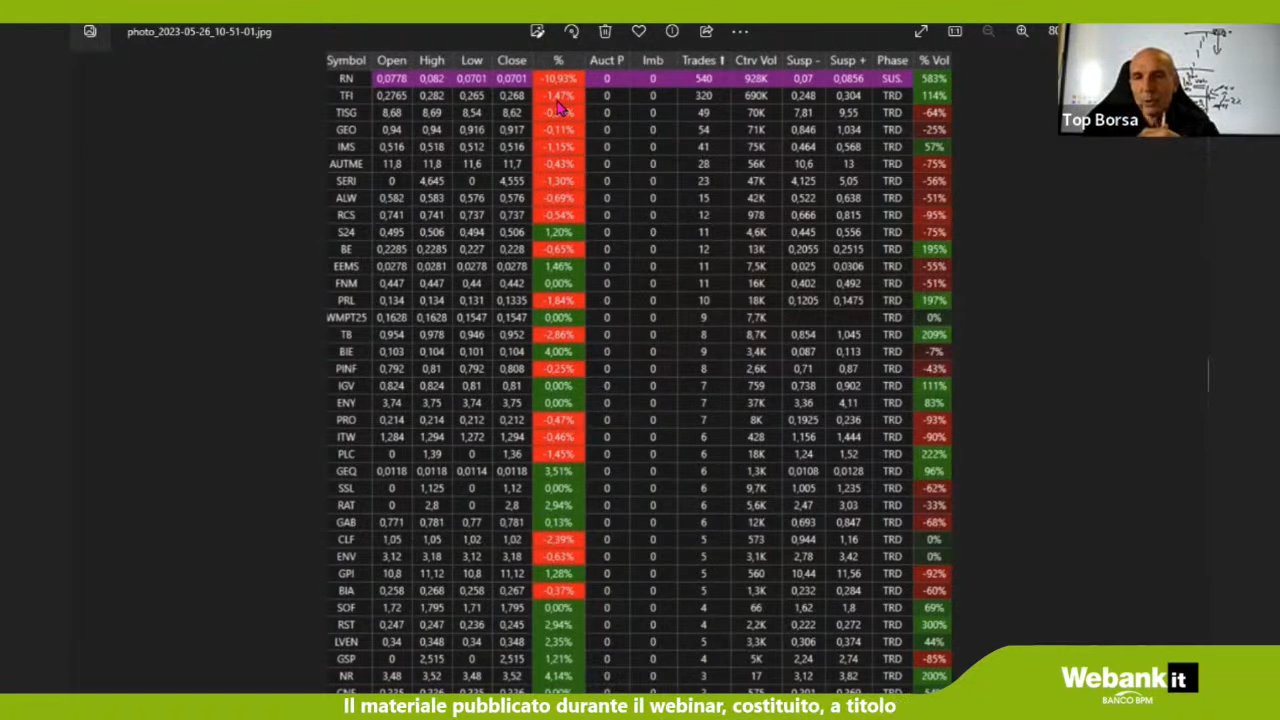 photo_2023-05-26_10-51-01.jpg
Symbol Open High Low Close % Auct P Imb Trades Ctrv Vol Susp - Susp + Phase % Vol
RN 0,0778 0,082 0,0701 0,0701 -10,93% 0 0 540 928K 0,07 0,0856 SUS. 583%
TFI 0,2765 0,282 0,265 0,268 -1,47% 0 0 320 690K 0,248 0,304 TRD 114%
TISG 8,68 8,69 8,54 8,62 0 0 49 70K 7,81 9,55 TRD -64%
GEO 0,94 0,94 0,916 0,917 -0,11% 0 0 54 71K 0,846 1,034 TRD -25%
IMS 0,516 0,518 0,512 0,516 -1,15% 0 0 41 75K 0,464 0,568 TRD 57%
AUTME 11,8 11,8 11,6 11,7 -0,43% 0 0 28 56K 10,6 13 TRD -75%
SERI 0 4,645 0 4,555 -1,30% 0 0 23 47K 4,125 5,05 TRD -56%
ALW 0,582 0,583 0,576 0,576 -0,69% 0 0 15 42K 0,522 0,638 TRD -51%
RCS 0,741 0,741 0,737 0,737 -0,54% 0 0 12 978 0,666 0,815 TRD -95%
S24 0,495 0,506 0,494 0,506 1,20% 0 0 11 4,6K 0,445 0,556 TRD -75%
BE 0,2285 0,2285 0,227 0,228 -0,65% 0 0 12 13K 0,2055 0,2515 TRD 195%
EEMS 0,0278 0,0281 0,0278 0,0278 1,46% 0 0 11 7,5K 0,025 0,0306 TRD -55%
FNM 0,447 0,447 0,44 0,442 0,00% 0 0 11 16K 0,402 0,492 TRD -51%
PRL 0,134 0,134 0,131 0,1335 -1,84% 0 0 10 18K 0,1205 0,1475 TRD 197%
WMPT25 0,1628 0,1628 0,1547 0,1547 0,00% 0 0 9 7,7K TRD 0%
TB 0,954 0,978 0,946 0,952 -2,86% 0 0 8 8,7K 0,854 1,045 TRD 209%
BIE 0,103 0,104 0,101 0,104 4,00% 0 0 9 3,4K 0,087 0,113 TRD -7%
PINF 0,792 0,81 0,792 0,808 -0,25% 0 0 8 2,6K 0,71 0,87 TRD -43%
IGV 0,824 0,824 0,81 0,81 0,00% 0 0 7 759 0,738 0,902 TRD 111%
ENY 3,74 3,75 3,74 3,75 0,00% 0 0 7 37K 3,36 4,11 TRD 83%
PRO 0,214 0,214 0,212 0,212 -0,47% 0 0 7 8K 0,1925 0,236 TRD -93%
ITW 1,284 1,294 1,272 1,294 -0,46% 0 0 6 428 1,156 1,444 TRD -90%
PLC 0 1,39 0 1,36 -1,45% 0 0 6 18K 1,24 1,52 TRD 222%
GEQ 0,0118 0,0118 0,0114 0,0118 3,51% 0 0 6 1,3K 0,0108 0,0128 TRD 96%
SSL 0 1,125 0 1,12 0,00% 0 0 6 9,7K 1,005 1,235 TRD -62%
RAT 0 2,8 0 2,8 2,94% 0 0 6 5,6K 2,47 3,03 TRD -33%
GAB 0,771 0,781 0,77 0,781 0,13% 0 0 6 12K 0,693 0,847 TRD -68%
CLF 1,05 1,05 1,02 1,02 -2,39% 0 0 5 573 0,944 1,16 TRD 0%
ENV 3,12 3,18 3,12 3,18 -0,63% 0 0 5 3,1K 2,78 3,42 TRD 0%
GPI 10,8 11,12 10,8 11,12 1,28% 0 0 5 560 10,44 11,56 TRD -92%
BIA 0,258 0,268 0,258 0,267 -0,37% 0 0 5 1,3K 0,232 0,284 TRD -60%
SOF 1,72 1,795 1,71 1,795 0,00% 0 0 4 66 1,62 1,8 TRD 69%
RST 0,247 0,247 0,236 0,245 2,94% 0 0 4 2,2K 0,222 0,272 TRD 300%
LVEN 0,34 0,348 0,34 0,348 2,35% 0 0 5 3,3K 0,306 0,374 TRD 44%
GSP 0 2,515 0 2,515 1,21% 0 0 4 5K 2,24 2,74 TRD -85%
NR 3,48 3,52 3,48 3,52 4,14% 0 0 3 17 3,12 3,82 TRD 200%
Top Borsa
Webank it
BANCO BPM
Il materiale pubblicato durante il webinar, costituito, a titolo